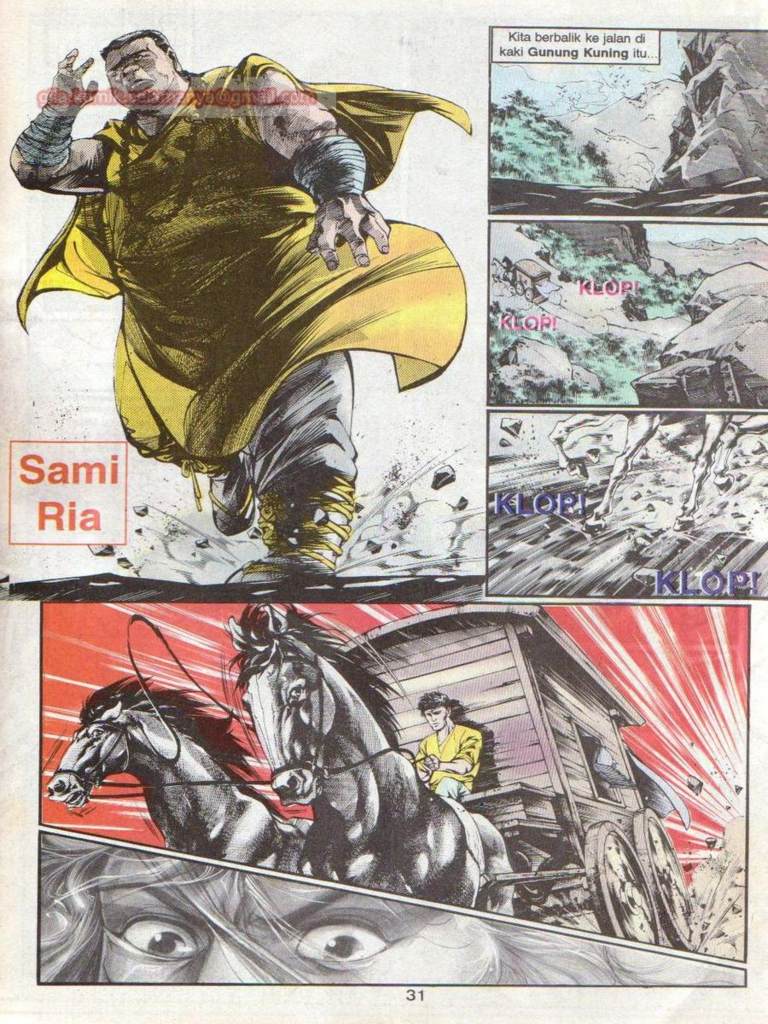 Kita berbalik ke jalan di
kaki Gunung Kuning itu...
KLOP!
KLOP!
KLOP!
KLOP!
Sami
Ria
31